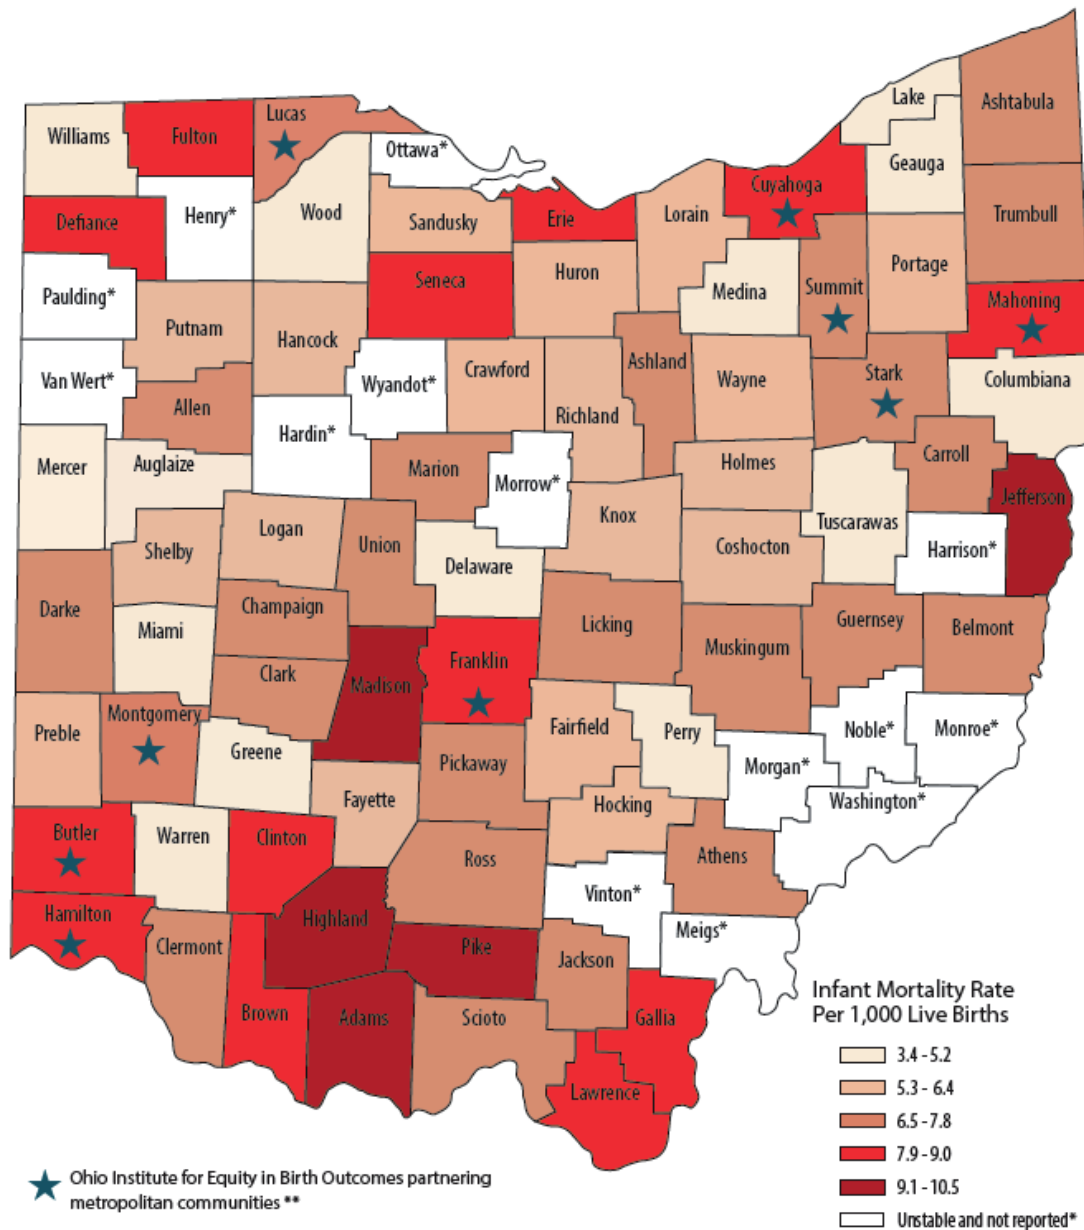 Lake
Ashtabula
Williams
Fulton
Lucas
Ottawa*
Geauga
Cuyahoga
Henry*
Wood
Sandusky
Erie
Lorain
Trumbull
Defiance
Seneca
Huron
Medina
Summit
Portage
Mahoning
Paulding*
Putnam
Hancock
Wyandot*
Crawford
Ashland
Wayne
Stark
Columbiana
Van Wert*
Allen
Richland
Hardin*
Mercer
Auglaize
Marion
Morrow*
Holmes
Carroll
Jefferson
Logan
Knox
Tuscarawas
Shelby
Union
Delaware
Coshocton
Harrison*
Darke
Champaign
Licking
Guernsey
Belmont
Miami
Clark
Madison
Franklin
Muskingum
Preble
Montgomery
Fairfield
Perry
Noble*
Monroe*
Greene
Pickaway
Morgan*
Fayette
Hocking
Washington*
Butler
Warren
Clinton
Ross
Athens
Hamilton
Highland
Vinton*
Meigs*
Clermont
Pike
Jackson
Brown
Adams
Scioto
Gallia
Lawrence
Infant Mortality Rate
Per 1,000 Live Births
3.4 - 5.2
5.3 - 6.4
6.5 - 7.8
7.9 - 9.0
9.1 - 10.5
Unstable and not reported*
Ohio Institute for Equity in Birth Outcomes partnering
metropolitan communities **